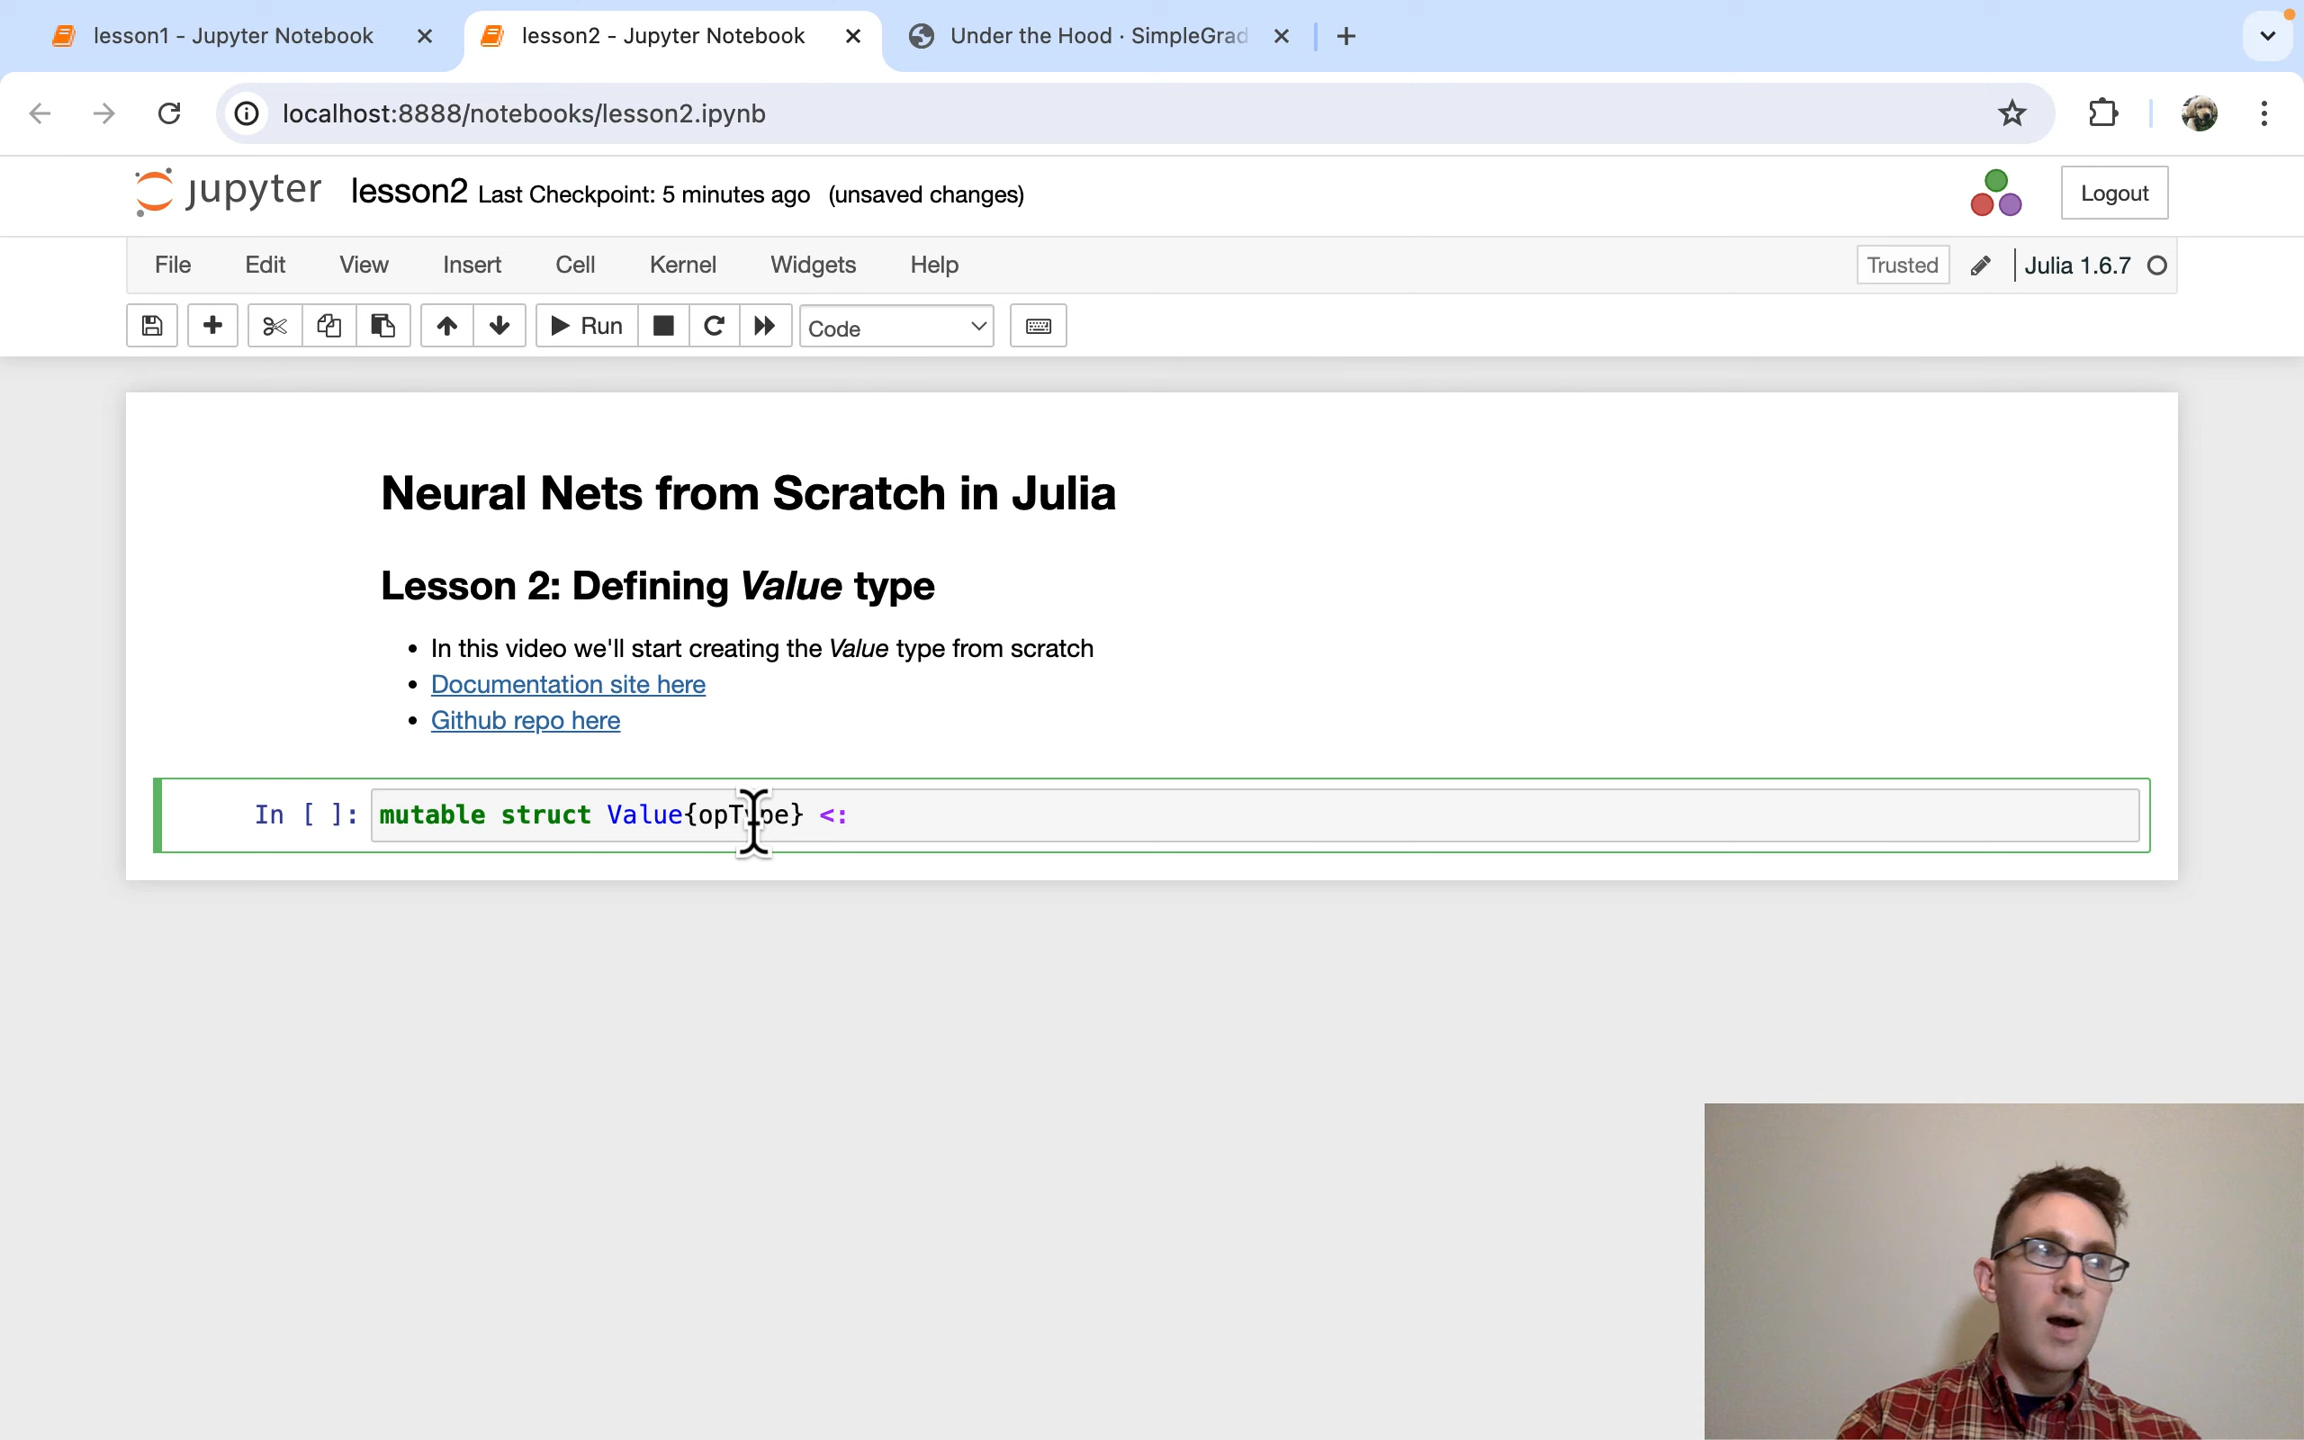 lesson1 - Jupyter Notebook
lesson2 - Jupyter Notebook
Under the Hood · SimpleGrad
localhost:8888/notebooks/lesson2.ipynb
jupyter lesson2 Last Checkpoint: 5 minutes ago (unsaved changes)
Logout
File Edit View Insert Cell Kernel Widgets Help
Trusted
Julia 1.6.7
Run
Code
Neural Nets from Scratch in Julia
Lesson 2: Defining Value type
• In this video we'll start creating the Value type from scratch
• Documentation site here
• Github repo here
In [ ]: mutable struct Value{opType} <: